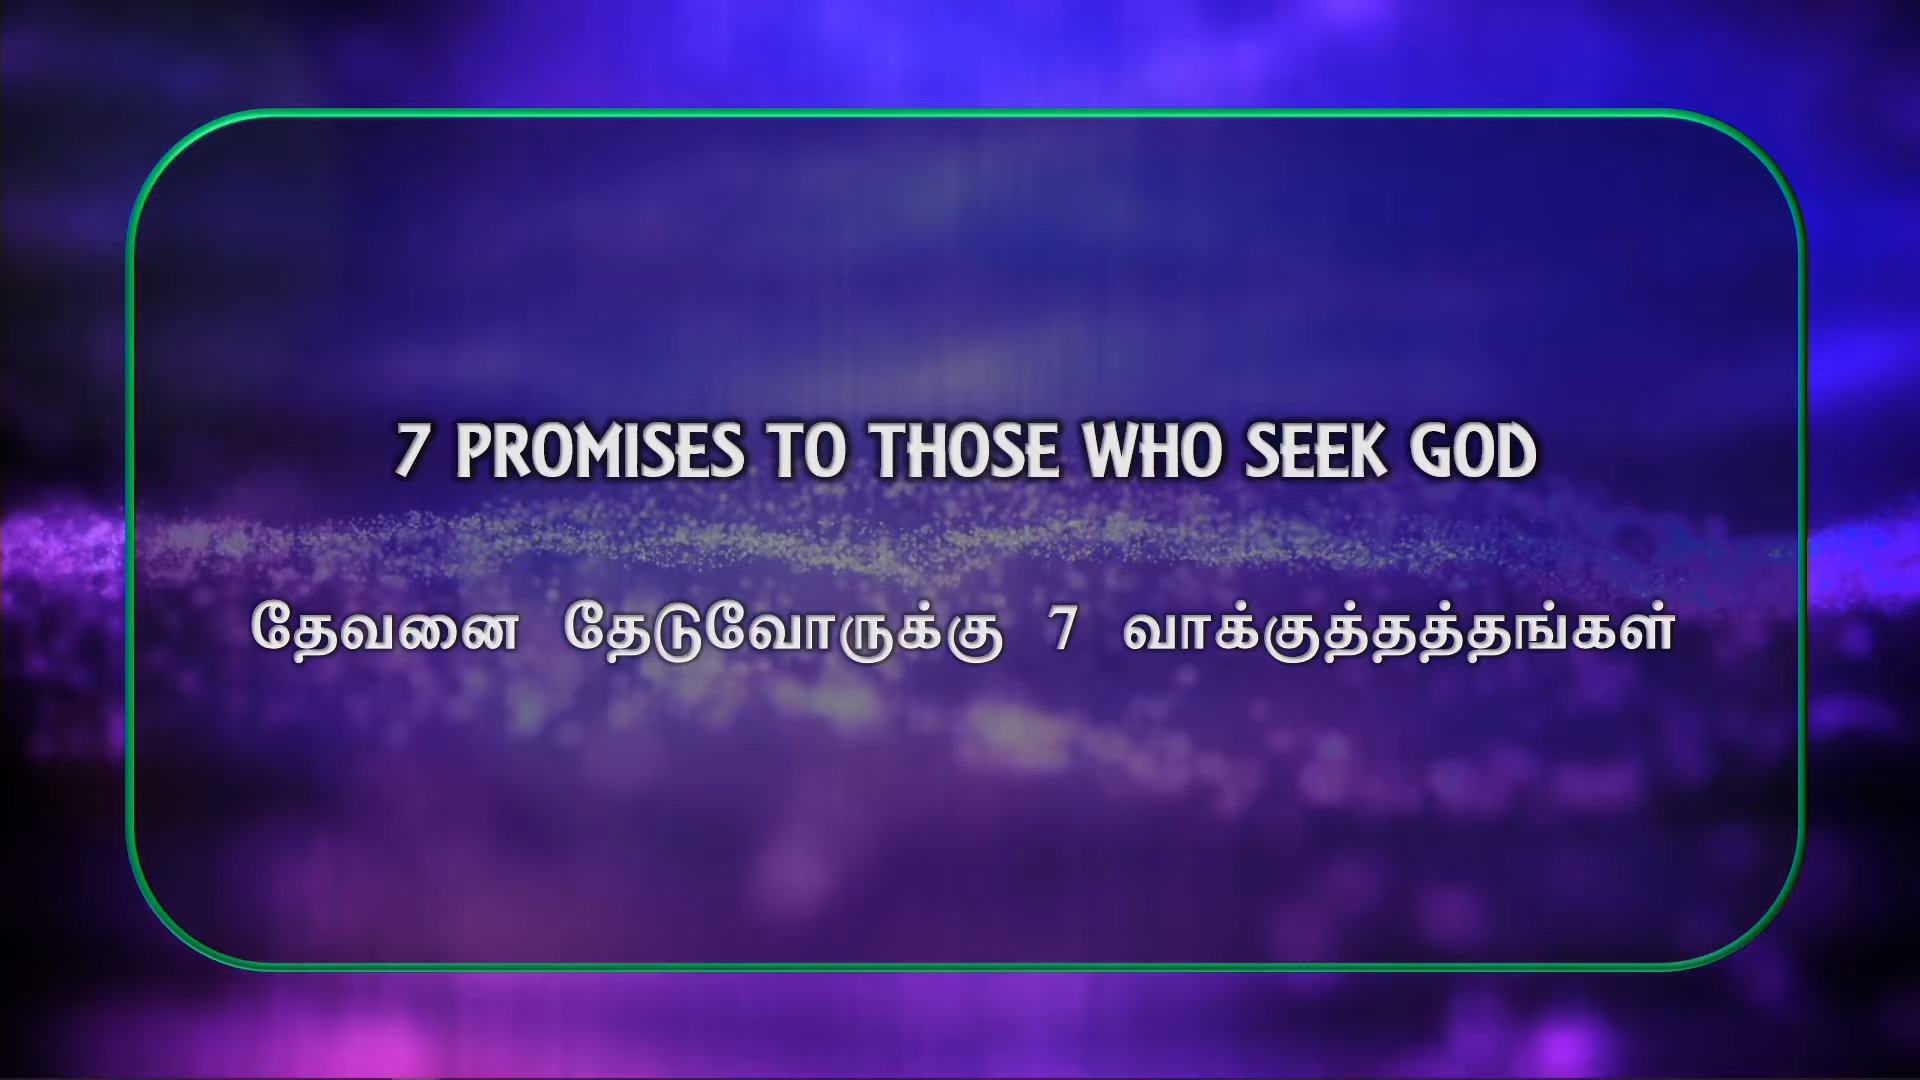 7 PROMISES TO THOSE WHO SEEK GOD
தேவனை தேடுவோருக்கு 7 வாக்குத்தத்தங்கள்